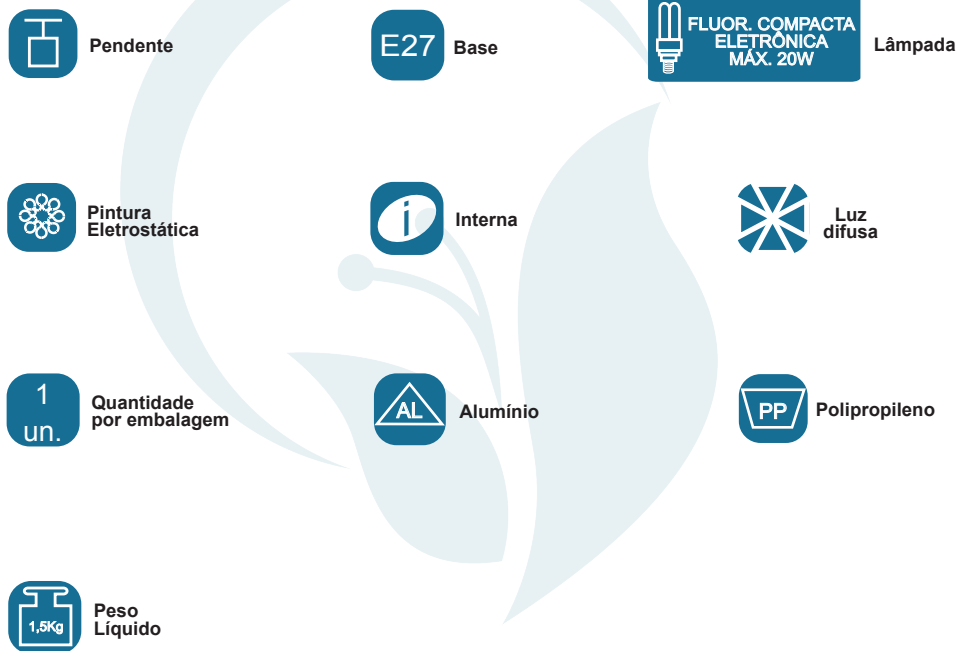 Pendente
E27
Base
FLUOR. COMPACTA
ELETRÔNICA
MÁX. 20W
Lâmpada
Pintura
Eletrostática
i
Interna
Luz
difusa
1
un.
Quantidade
por embalagem
AL
Alumínio
PP
Polipropileno
1,5Kg
Peso
Líquido